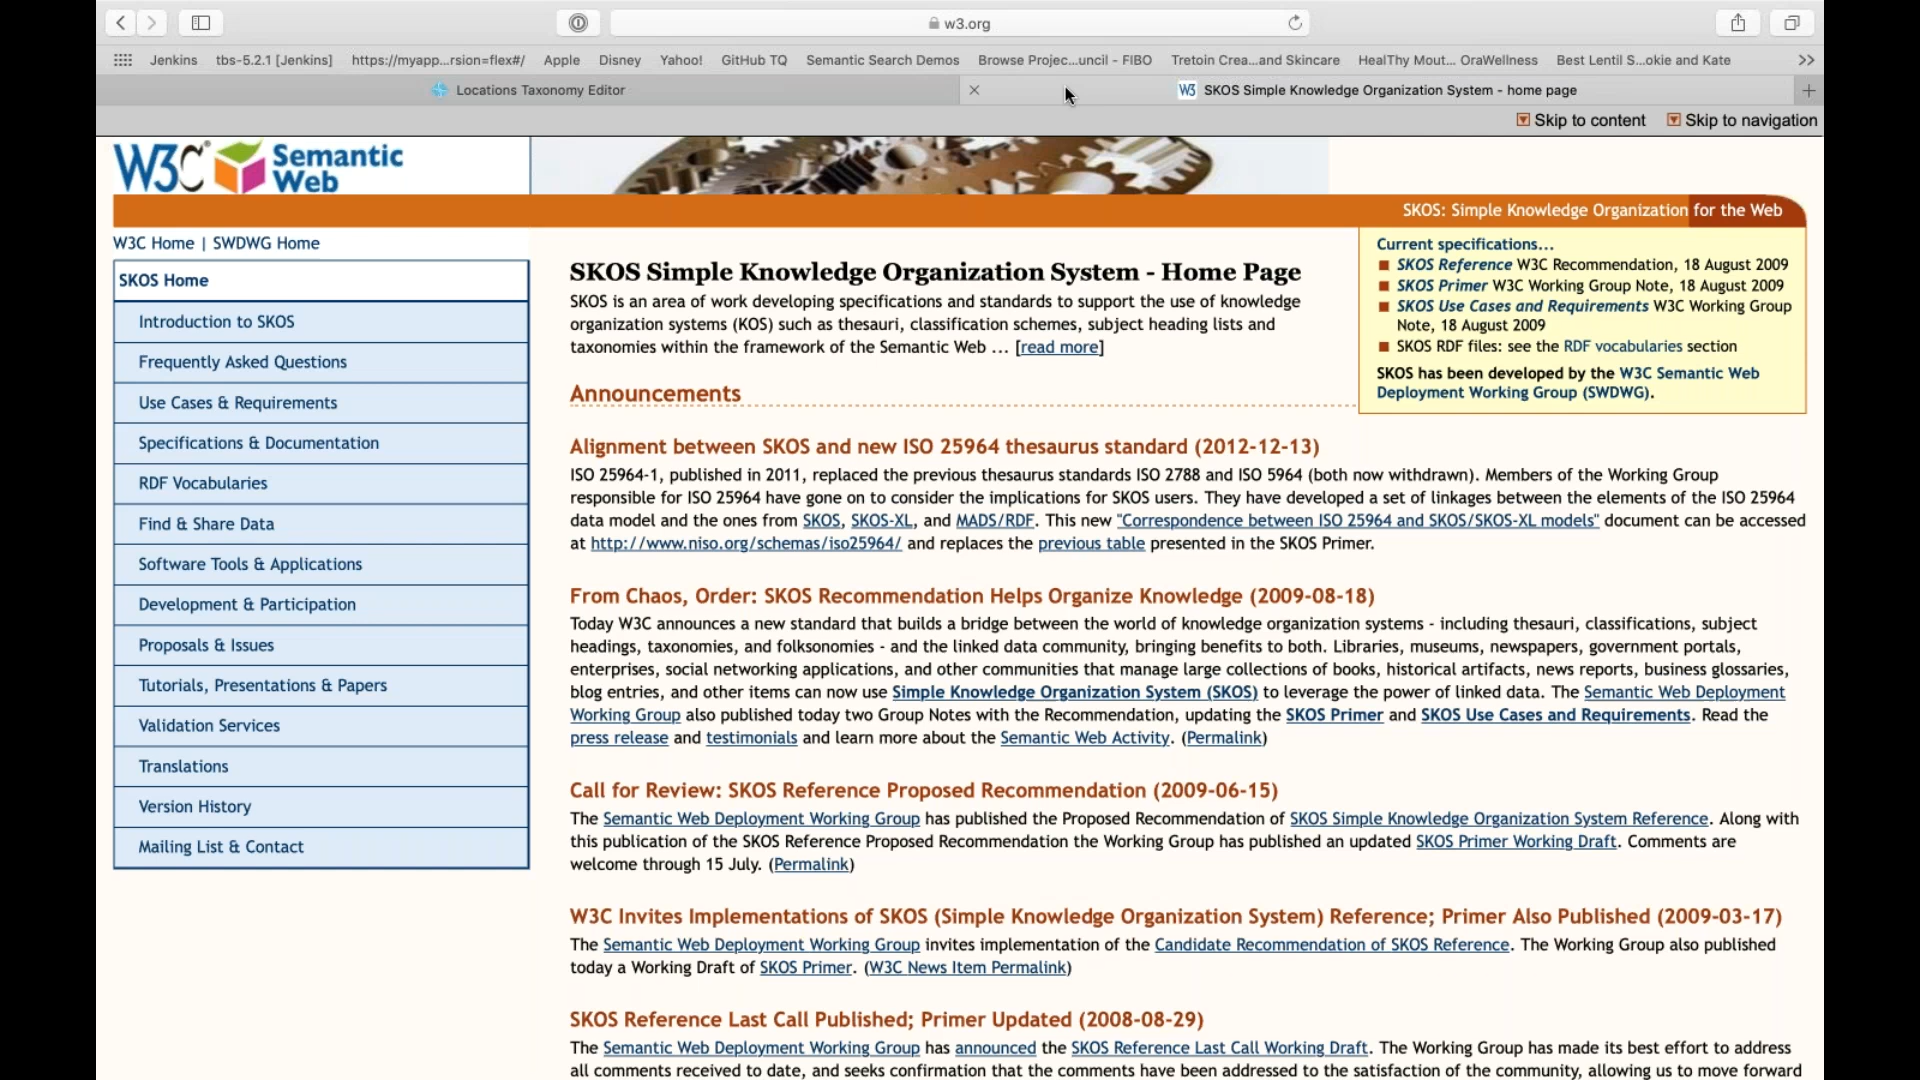 w3.org
Jenkins tbs-5.2.1 [Jenkins] https://myapp...rsion=flex#/ Apple Disney Yahoo! GitHub TQ Semantic Search Demos Browse Projec...uncil - FIBO Tretoin Crea...and Skincare HealThy Mout... OraWellness Best Lentil S...okie and Kate
Locations Taxonomy Editor
W3 SKOS Simple Knowledge Organization System - home page
Skip to content Skip to navigation
W3C Semantic
Web
SKOS: Simple Knowledge Organization for the Web
W3C Home | SWDWG Home
SKOS Home
Introduction to SKOS
Frequently Asked Questions
Use Cases & Requirements
Specifications & Documentation
RDF Vocabularies
Find & Share Data
Software Tools & Applications
Development & Participation
Proposals & Issues
Tutorials, Presentations & Papers
Validation Services
Translations
Version History
Mailing List & Contact
SKOS Simple Knowledge Organization System - Home Page
SKOS is an area of work developing specifications and standards to support the use of knowledge
organization systems (KOS) such as thesauri, classification schemes, subject heading lists and
taxonomies within the framework of the Semantic Web ... [read more]
Current specifications...
SKOS Reference W3C Recommendation, 18 August 2009
SKOS Primer W3C Working Group Note, 18 August 2009
SKOS Use Cases and Requirements W3C Working Group
Note, 18 August 2009
SKOS RDF files: see the RDF vocabularies section
SKOS has been developed by the W3C Semantic Web
Deployment Working Group (SWDWG).
Announcements
Alignment between SKOS and new ISO 25964 thesaurus standard (2012-12-13)
ISO 25964-1, published in 2011, replaced the previous thesaurus standards ISO 2788 and ISO 5964 (both now withdrawn). Members of the Working Group
responsible for ISO 25964 have gone on to consider the implications for SKOS users. They have developed a set of linkages between the elements of the ISO 25964
data model and the ones from SKOS, SKOS-XL, and MADS/RDF. This new "Correspondence between ISO 25964 and SKOS/SKOS-XL models" document can be accessed
at http://www.niso.org/schemas/iso25964/ and replaces the previous table presented in the SKOS Primer.
From Chaos, Order: SKOS Recommendation Helps Organize Knowledge (2009-08-18)
Today W3C announces a new standard that builds a bridge between the world of knowledge organization systems - including thesauri, classifications, subject
headings, taxonomies, and folksonomies - and the linked data community, bringing benefits to both. Libraries, museums, newspapers, government portals,
enterprises, social networking applications, and other communities that manage large collections of books, historical artifacts, news reports, business glossaries,
blog entries, and other items can now use Simple Knowledge Organization System (SKOS) to leverage the power of linked data. The Semantic Web Deployment
Working Group also published today two Group Notes with the Recommendation, updating the SKOS Primer and SKOS Use Cases and Requirements. Read the
press release and testimonials and learn more about the Semantic Web Activity. (Permalink)
Call for Review: SKOS Reference Proposed Recommendation (2009-06-15)
The Semantic Web Deployment Working Group has published the Proposed Recommendation of SKOS Simple Knowledge Organization System Reference. Along with
this publication of the SKOS Reference Proposed Recommendation the Working Group has published an updated SKOS Primer Working Draft. Comments are
welcome through 15 July. (Permalink)
W3C Invites Implementations of SKOS (Simple Knowledge Organization System) Reference; Primer Also Published (2009-03-17)
The Semantic Web Deployment Working Group invites implementation of the Candidate Recommendation of SKOS Reference. The Working Group also published
today a Working Draft of SKOS Primer. (W3C News Item Permalink)
SKOS Reference Last Call Published; Primer Updated (2008-08-29)
The Semantic Web Deployment Working Group has announced the SKOS Reference Last Call Working Draft. The Working Group has made its best effort to address
all comments received to date, and seeks confirmation that the comments have been addressed to the satisfaction of the community, allowing us to move forward